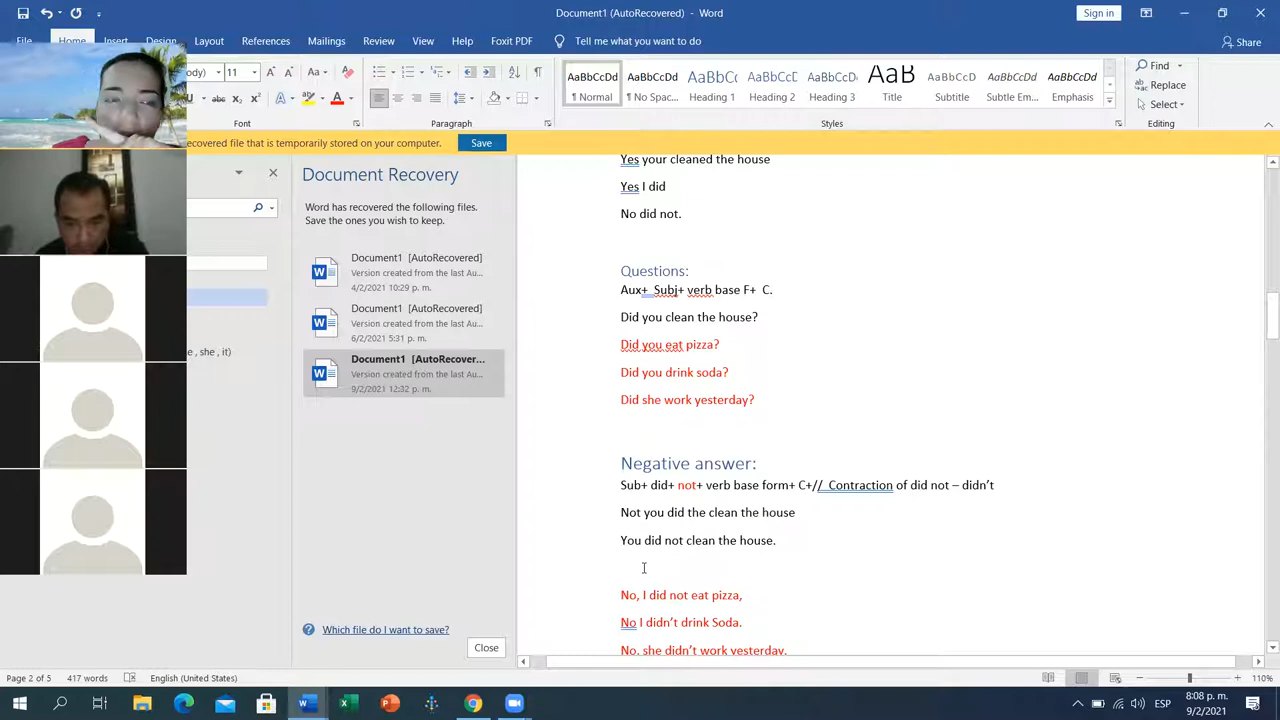 Document1 (AutoRecovered) - Word
Sign in
File Home Insert Design Layout References Mailings Review View Help Foxit PDF Tell me what you want to do
Share
11 Aa
AaBbCcDd AaBbCcDd AaBbCc AaBbCcD AaBbCcD AaB AaBbCcD AaBbCcDd AaBbCcDd
¶ Normal ¶ No Spac... Heading 1 Heading 2 Heading 3 Title Subtitle Subtle Em... Emphasis
Find
Replace
Select
abc
Font Paragraph Styles Editing
ecovered file that is temporarily stored on your computer. Save
Document Recovery
Word has recovered the following files.
Save the ones you wish to keep.
Document1 [AutoRecovered]
Version created from the last Au...
4/2/2021 10:29 p. m.
Document1 [AutoRecovered]
Version created from the last Au...
6/2/2021 5:31 p. m.
Document1 [AutoRecover...
Version created from the last Au...
9/2/2021 12:32 p. m.
e , she , it)
Which file do I want to save?
Close
Yes your cleaned the house
Yes I did
No did not.
Questions:
Aux+ Subj+ verb base F+ C.
Did you clean the house?
Did you eat pizza?
Did you drink soda?
Did she work yesterday?
Negative answer:
Sub+ did+ not+ verb base form+ C+// Contraction of did not – didn’t
Not you did the clean the house
You did not clean the house.
No, I did not eat pizza,
No I didn’t drink Soda.
No, she didn’t work yesterday.
Page 2 of 5 417 words English (United States) 110%
ESP 8:08 p. m.
9/2/2021